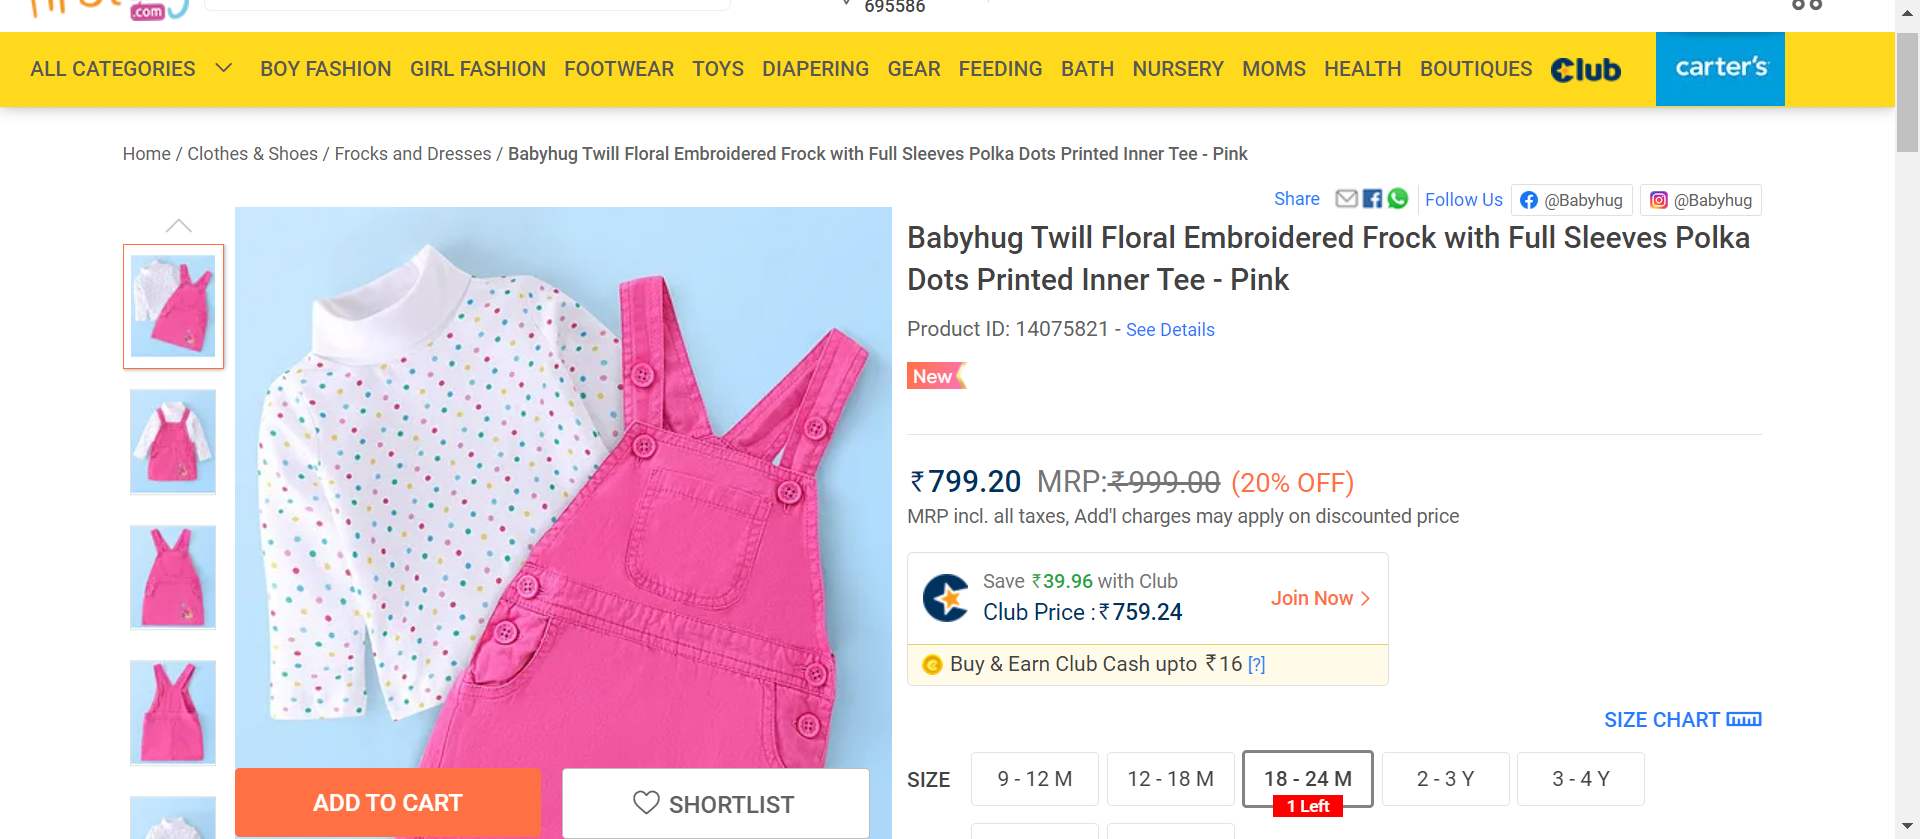 .com
695586
ALL CATEGORIES BOY FASHION GIRL FASHION FOOTWEAR TOYS DIAPERING GEAR FEEDING BATH NURSERY MOMS HEALTH BOUTIQUES Club carter's
Home / Clothes & Shoes / Frocks and Dresses / Babyhug Twill Floral Embroidered Frock with Full Sleeves Polka Dots Printed Inner Tee - Pink
Share Follow Us @Babyhug @Babyhug
Babyhug Twill Floral Embroidered Frock with Full Sleeves Polka
Dots Printed Inner Tee - Pink
Product ID: 14075821 - See Details
New
₹799.20 MRP:₹999.00 (20% OFF)
MRP incl. all taxes, Add'l charges may apply on discounted price
Save ₹39.96 with Club
Club Price :₹759.24
Join Now
Buy & Earn Club Cash upto ₹16 [?]
SIZE CHART
SIZE 9 - 12 M 12 - 18 M 18 - 24 M 2 - 3 Y 3 - 4 Y
1 Left
ADD TO CART SHORTLIST